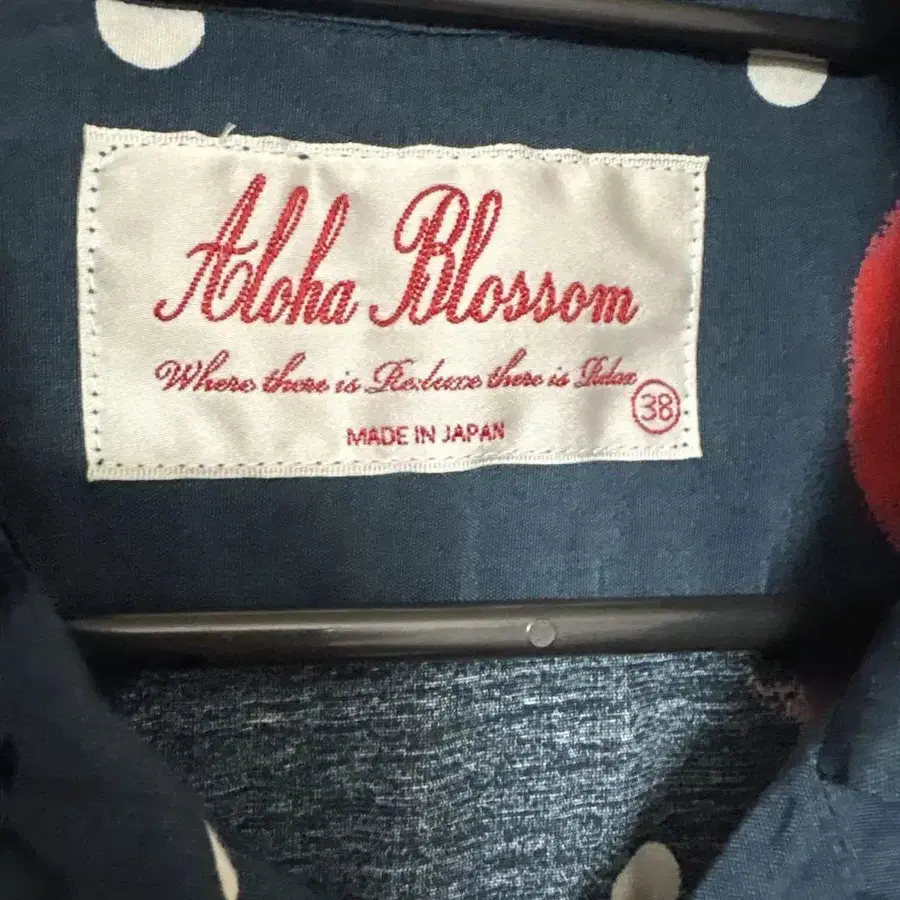 Aloha Blossom
Where there is Re:luxe there is Relax
38
MADE IN JAPAN